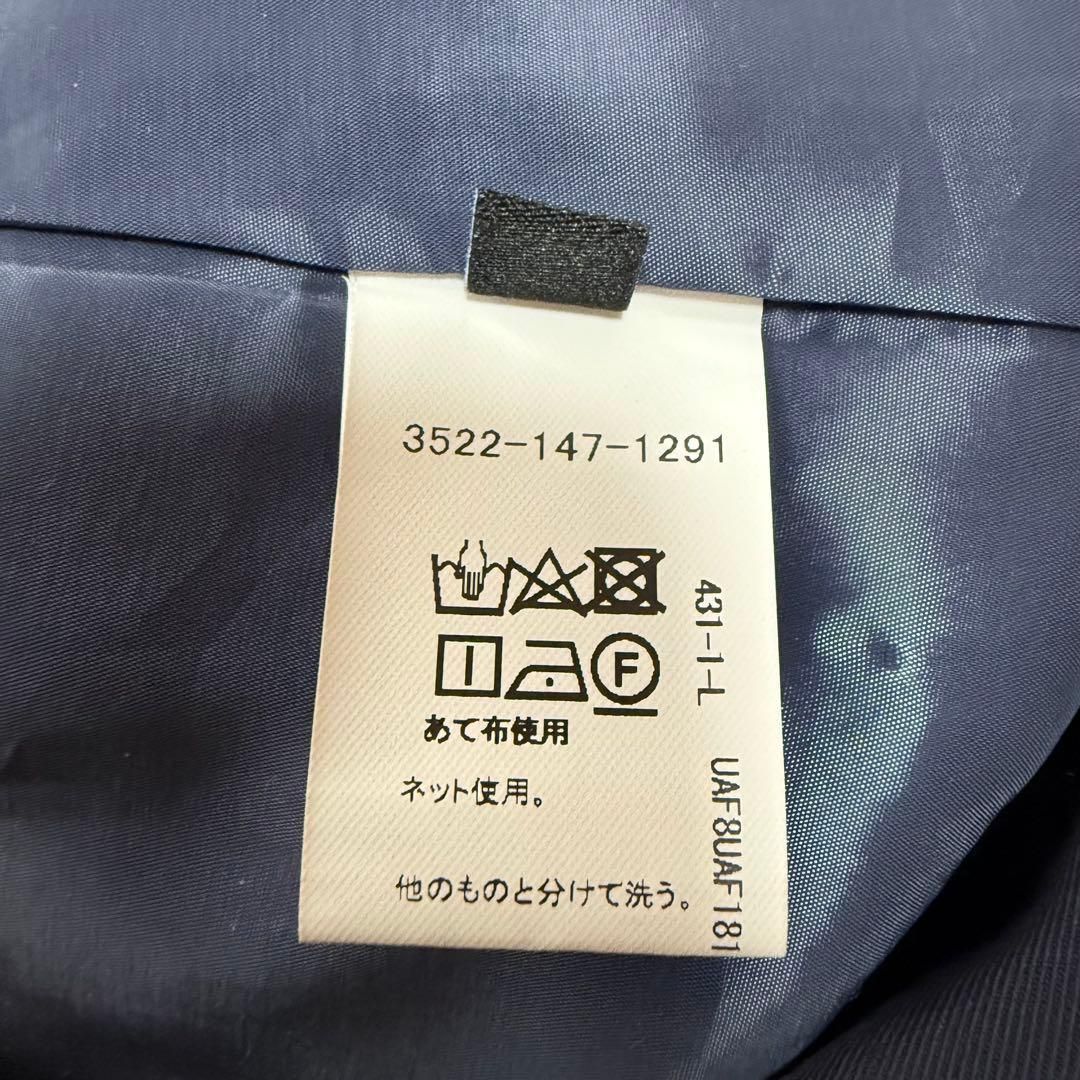 3522-147-1291
F
あて布使用
ネット使用。
他のものと分けて洗う。
431-1-L
UAF8UAF181